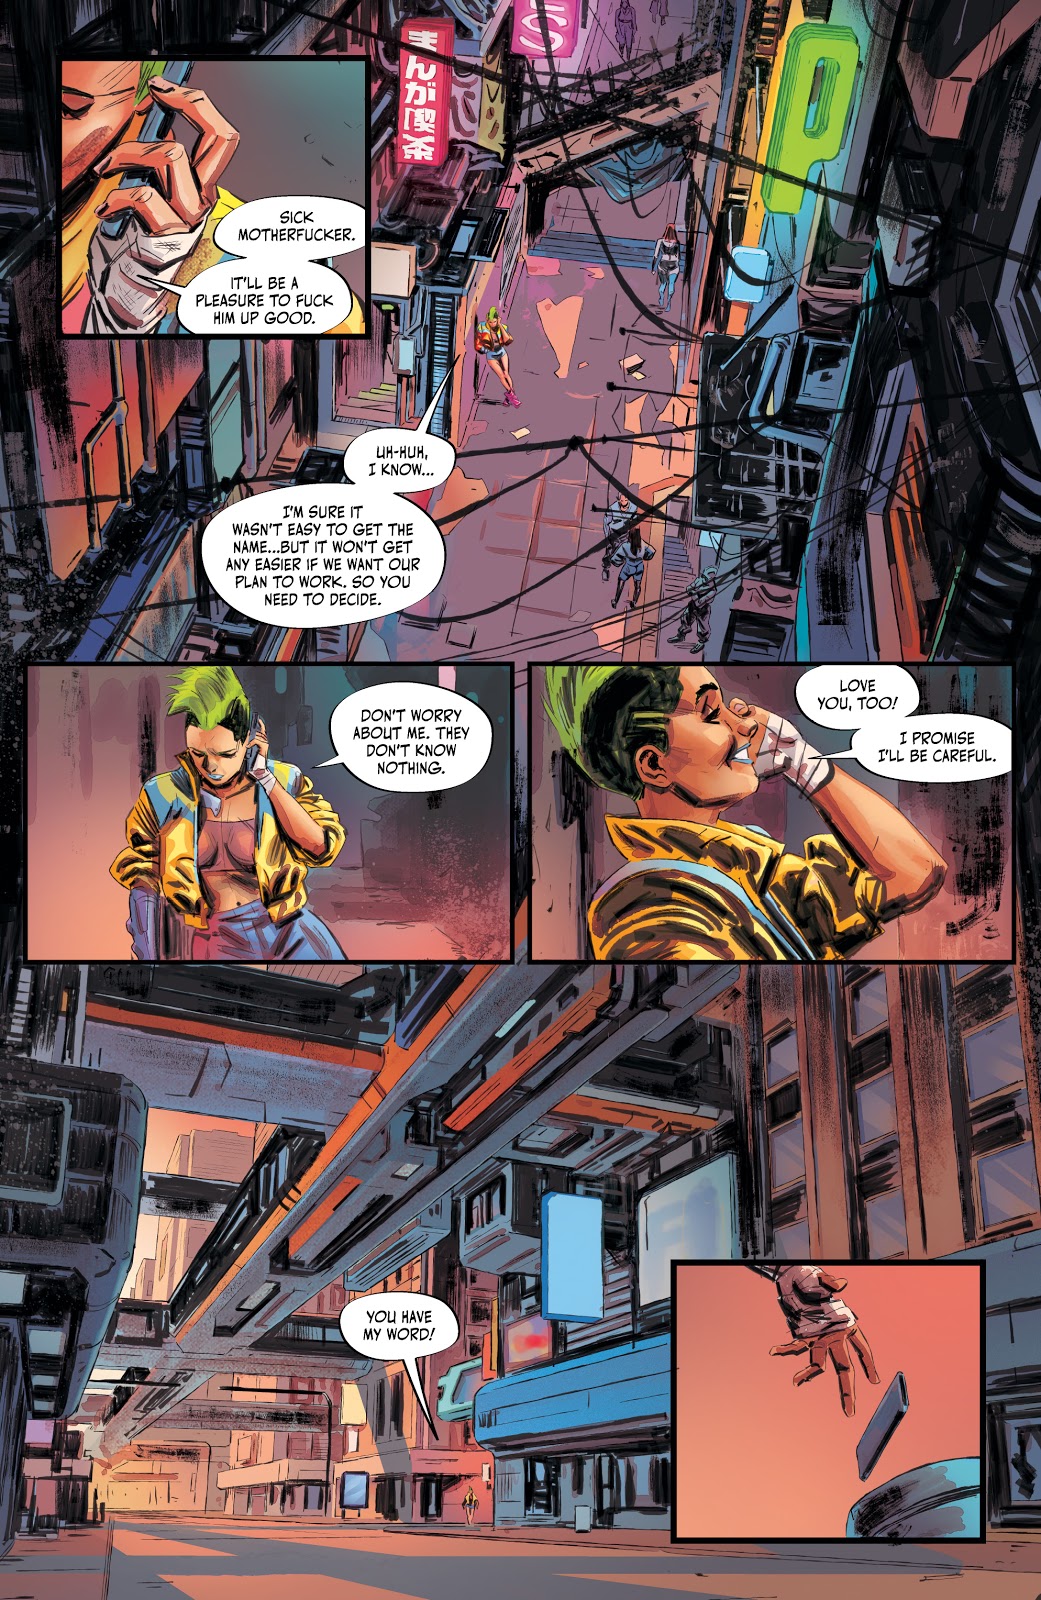 SICK
MOTHERFUCKER.
IT'LL BE A
PLEASURE TO FUCK
HIM UP GOOD.
まんが喫茶
P
UH-HUH,
I KNOW...
I'M SURE IT
WASN'T EASY TO GET THE
NAME...BUT IT WON'T GET
ANY EASIER IF WE WANT OUR
PLAN TO WORK. SO YOU
NEED TO DECIDE.
DON'T WORRY
ABOUT ME. THEY
DON'T KNOW
NOTHING.
LOVE
YOU, TOO!
I PROMISE
I'LL BE CAREFUL.
YOU HAVE
MY WORD!